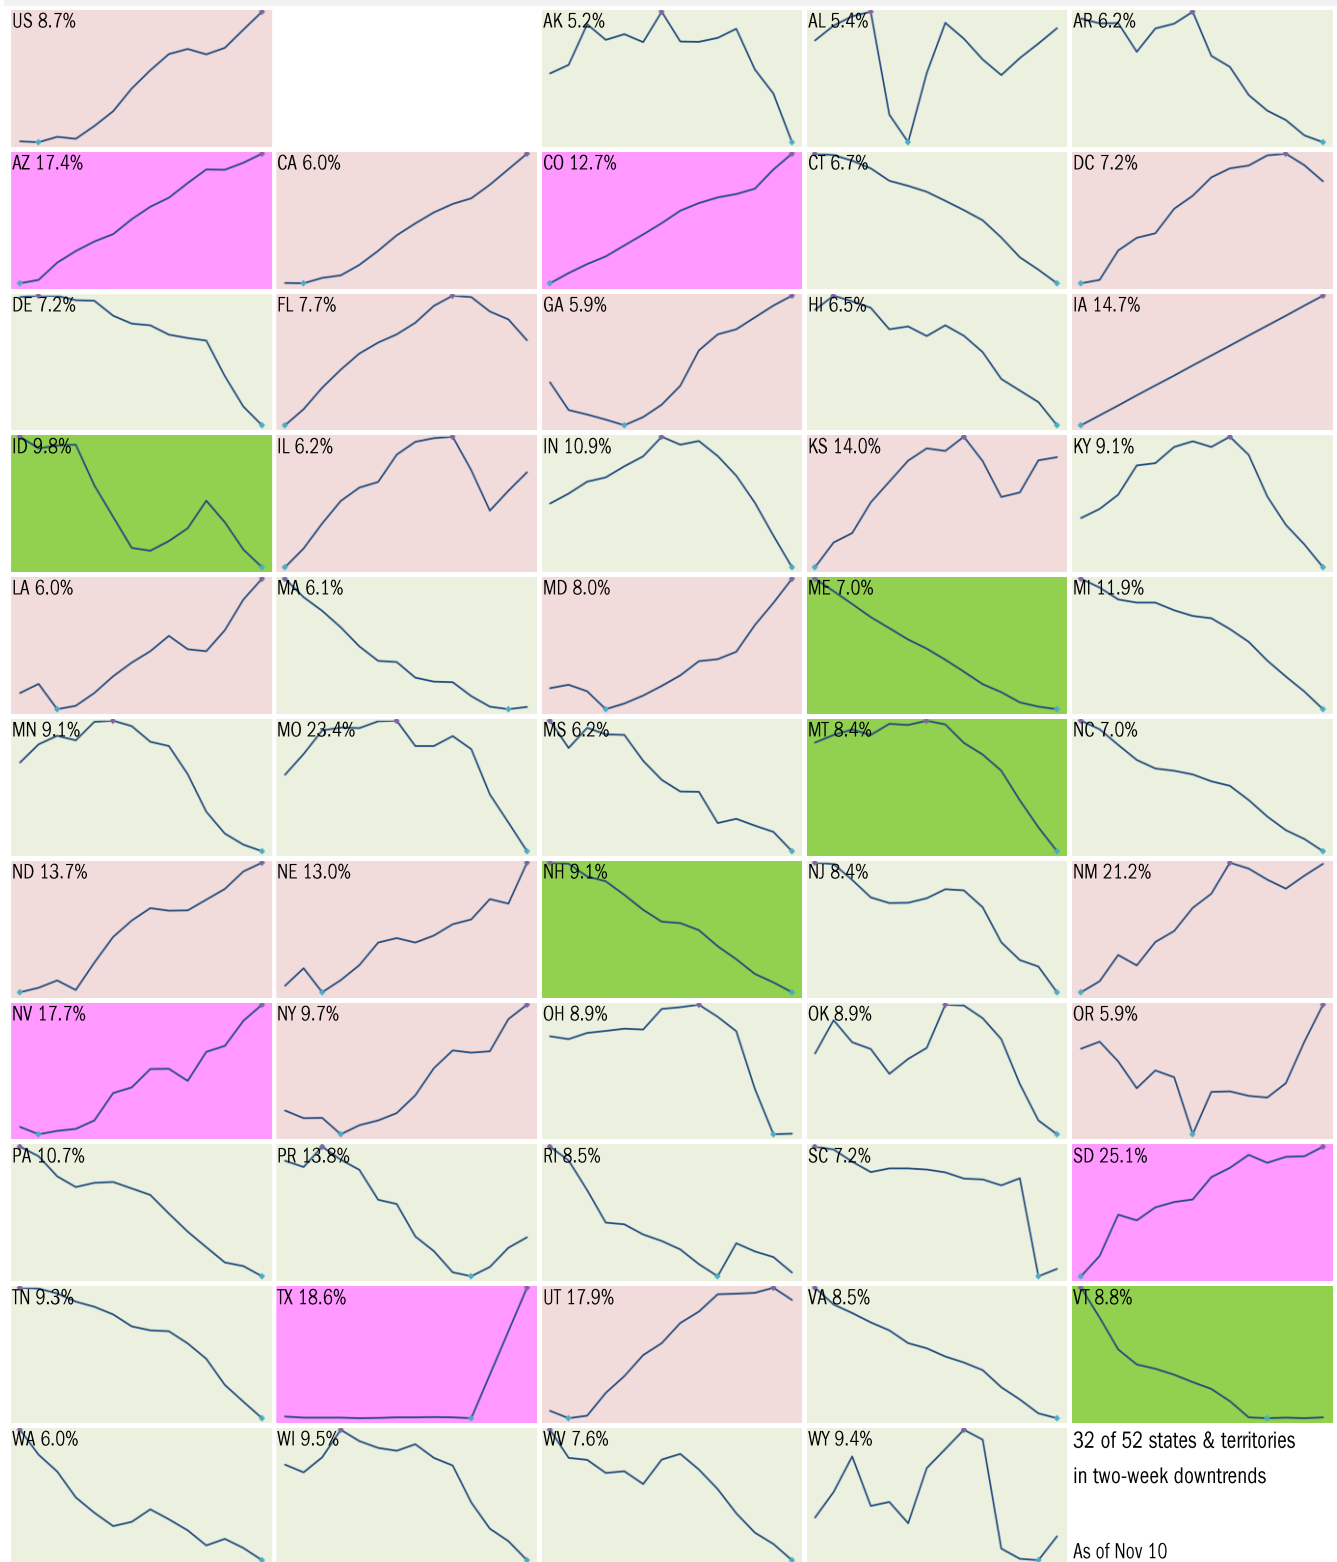 US 8.7%
AK 5.2%
AL 5.4%
AR 6.2%
AZ 17.4%
CA 6.0%
CO 12.7%
CT 6.7%
DC 7.2%
DE 7.2%
FL 7.7%
GA 5.9%
HI 6.5%
IA 14.7%
ID 9.8%
IL 6.2%
IN 10.9%
KS 14.0%
KY 9.1%
LA 6.0%
MA 6.1%
MD 8.0%
ME 7.0%
MI 11.9%
MN 9.1%
MO 23.4%
MS 6.2%
MT 8.4%
NC 7.0%
ND 13.7%
NE 13.0%
NH 9.1%
NJ 8.4%
NM 21.2%
NV 17.7%
NY 9.7%
OH 8.9%
OK 8.9%
OR 5.9%
PA 10.7%
PR 13.8%
RI 8.5%
SC 7.2%
SD 25.1%
TN 9.3%
TX 18.6%
UT 17.9%
VA 8.5%
VT 8.8%
WA 6.0%
WI 9.5%
WV 7.6%
WY 9.4%
32 of 52 states & territories
in two-week downtrends
As of Nov 10